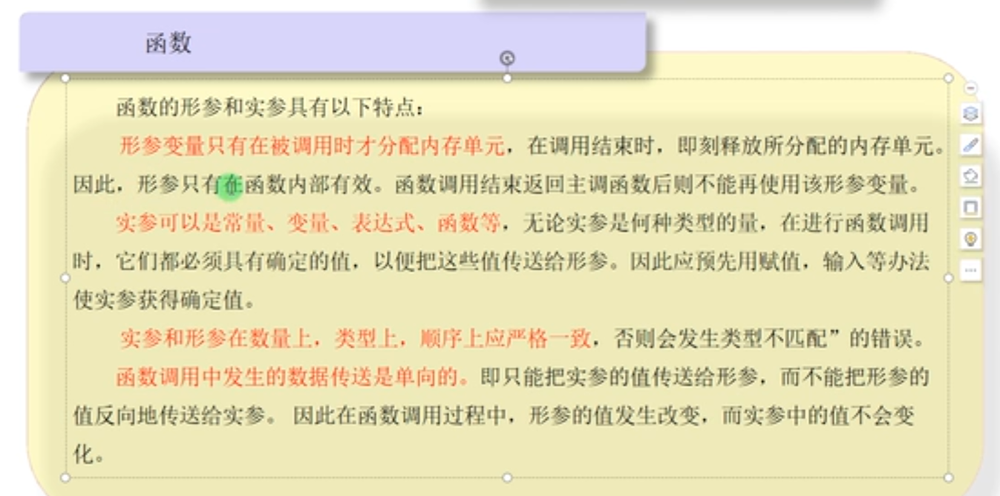 函数
函数的形参和实参具有以下特点：
形参变量只有在被调用时才分配内存单元，在调用结束时，即刻释放所分配的内存单元。
因此，形参只有在函数内部有效。函数调用结束返回主调函数后则不能再使用该形参变量。
实参可以是常量、变量、表达式、函数等，无论实参是何种类型的量，在进行函数调用
时，它们都必须具有确定的值，以便把这些值传送给形参。因此应预先用赋值，输入等办法
使实参获得确定值。
实参和形参在数量上，类型上，顺序上应严格一致，否则会发生类型不匹配”的错误。
函数调用中发生的数据传送是单向的。即只能把实参的值传送给形参，而不能把形参的
值反向地传送给实参。 因此在函数调用过程中，形参的值发生改变，而实参中的值不会变
化。